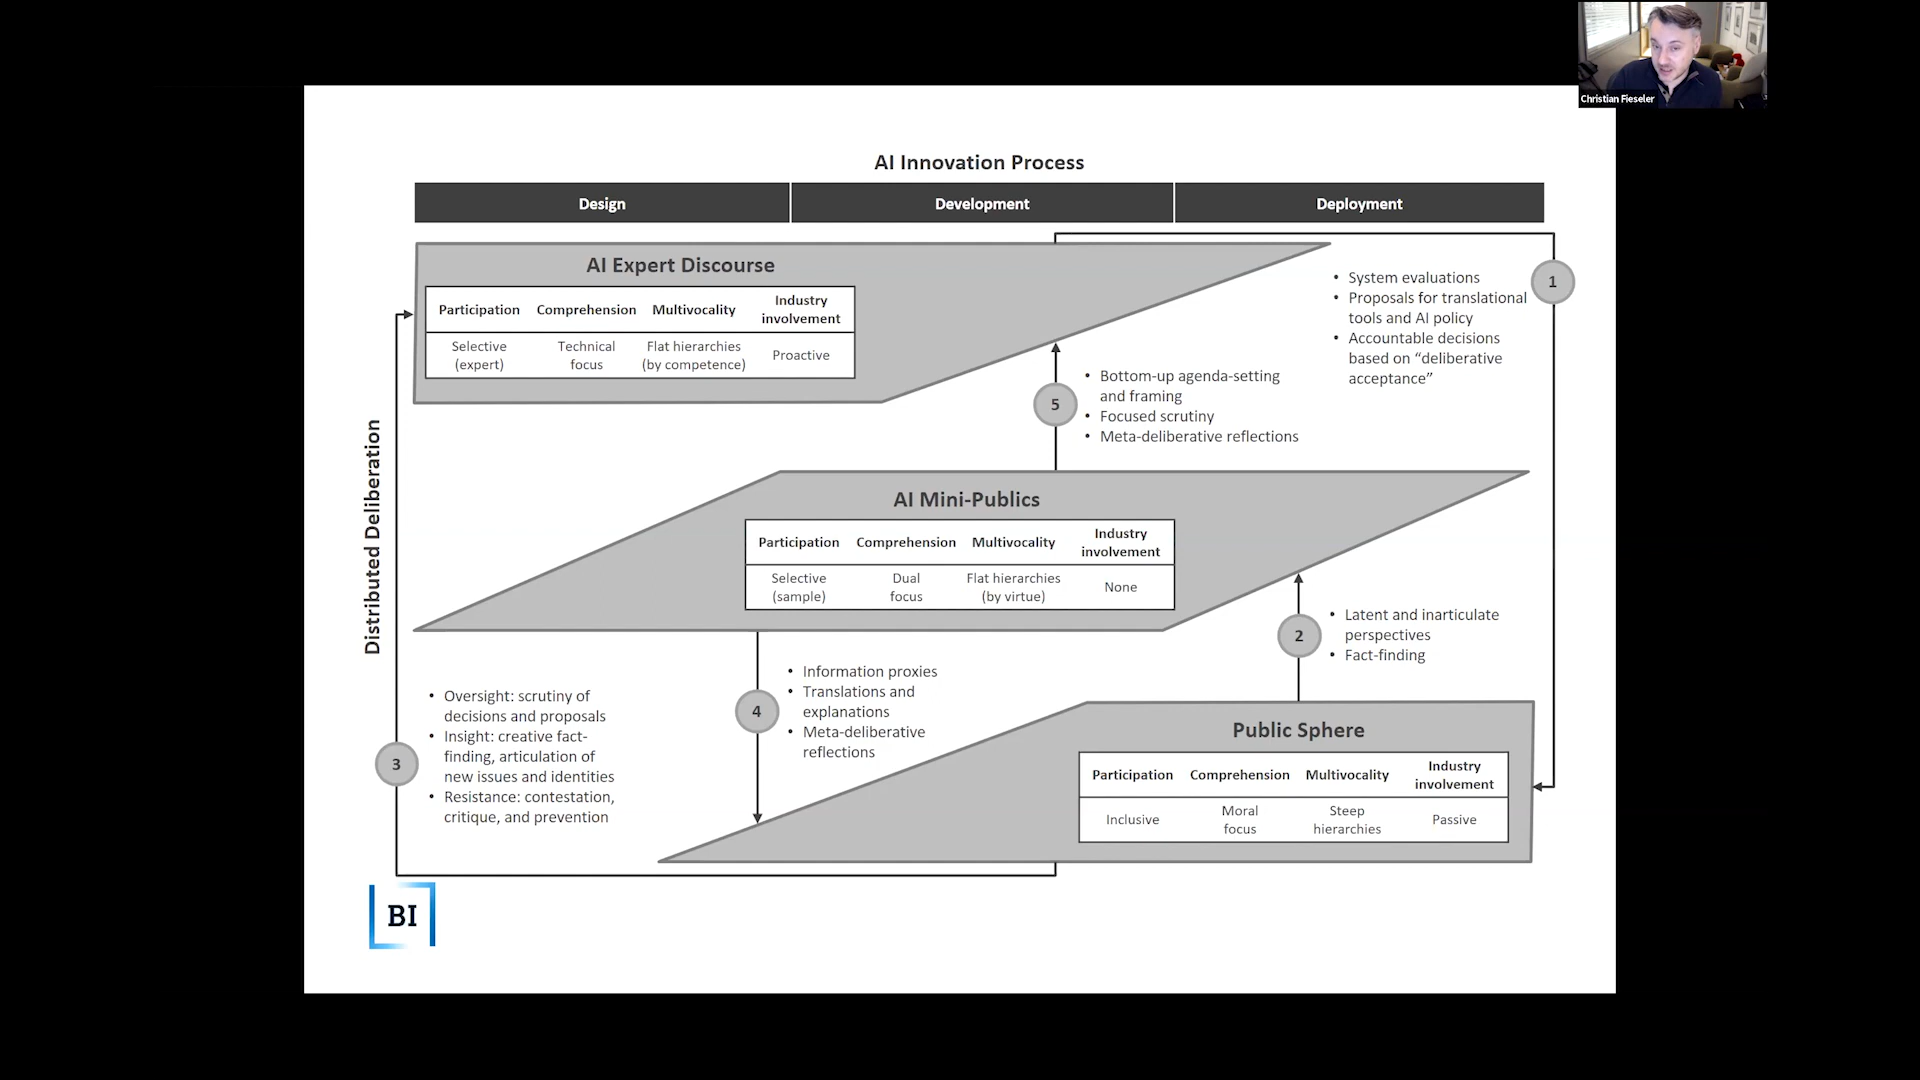 Christian Fieseler
AI Innovation Process
Design
Development
Deployment
Distributed Deliberation
AI Expert Discourse
Participation
Comprehension
Multivocality
Industry
involvement
Selective
(expert)
Technical
focus
Flat hierarchies
(by competence)
Proactive
1
• System evaluations
• Proposals for translational
tools and AI policy
• Accountable decisions
based on “deliberative
acceptance”
5
• Bottom-up agenda-setting
and framing
• Focused scrutiny
• Meta-deliberative reflections
AI Mini-Publics
Participation
Comprehension
Multivocality
Industry
involvement
Selective
(sample)
Dual
focus
Flat hierarchies
(by virtue)
None
2
• Latent and inarticulate
perspectives
• Fact-finding
3
• Oversight: scrutiny of
decisions and proposals
• Insight: creative fact-
finding, articulation of
new issues and identities
• Resistance: contestation,
critique, and prevention
4
• Information proxies
• Translations and
explanations
• Meta-deliberative
reflections
Public Sphere
Participation
Comprehension
Multivocality
Industry
involvement
Inclusive
Moral
focus
Steep
hierarchies
Passive
BI